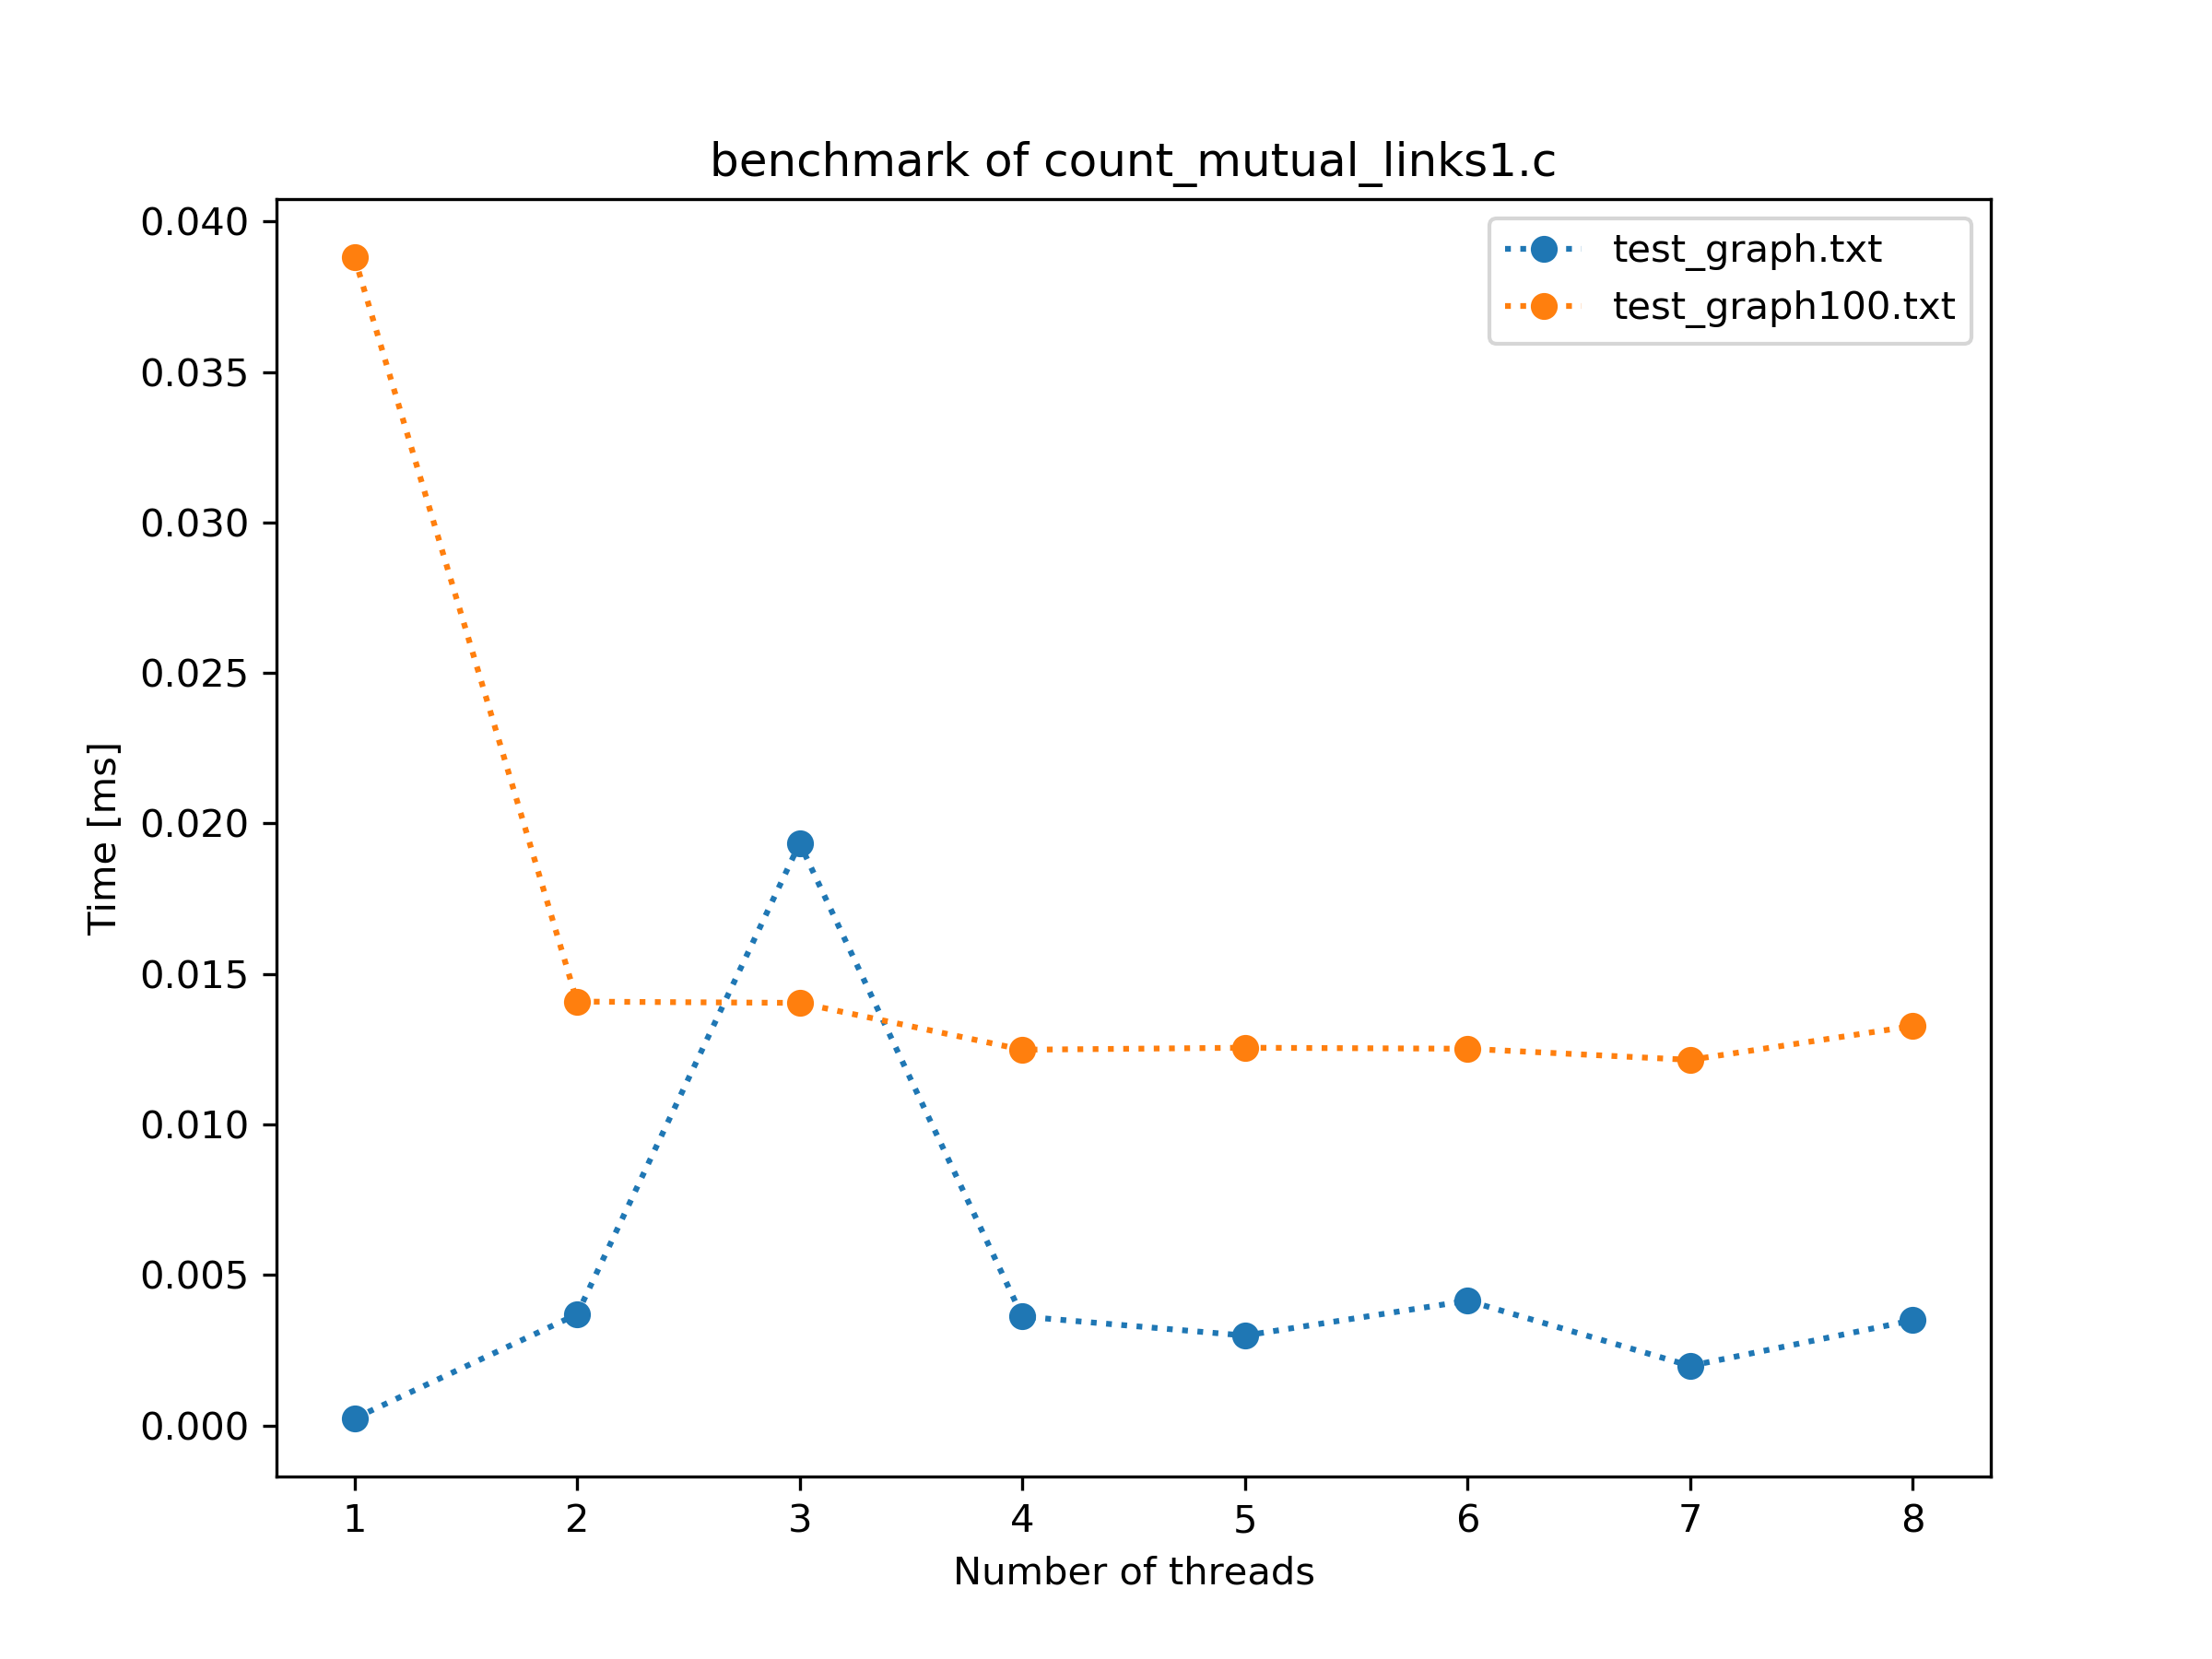 benchmark of count_mutual_links1.c
test_graph.txt
test_graph100.txt
0.040
0.035
0.030
0.025
0.020
0.015
0.010
0.005
0.000
Time [ms]
1 2 3 4 5 6 7 8
Number of threads